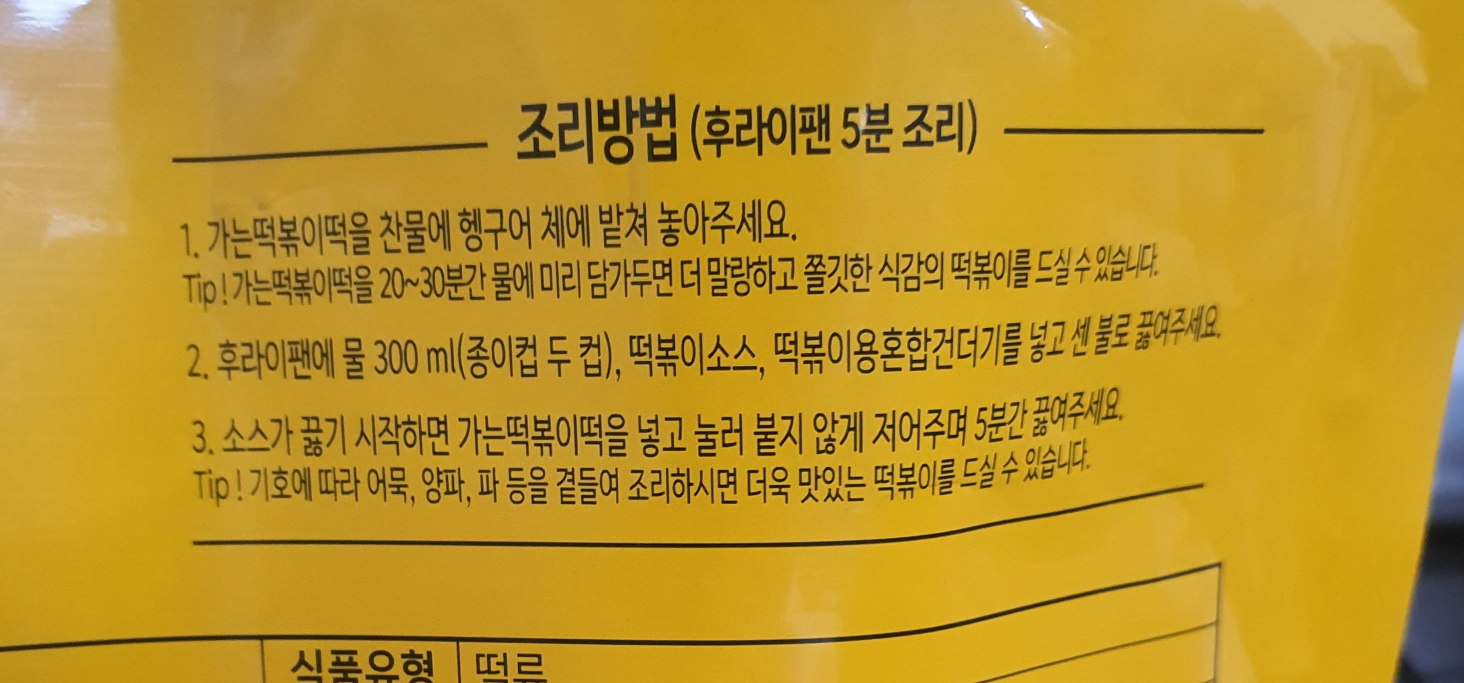 조리방법 (후라이팬 5분 조리)
1. 가는떡볶이떡을 찬물에 헹구어 체에 밭쳐 놓아주세요.
Tip ! 가는떡볶이떡을 20~30분간 물에 미리 담가두면 더 말랑하고 쫄깃한 식감의 떡볶이를 드실 수 있습니다.
2. 후라이팬에 물 300 ml(종이컵 두 컵), 떡볶이소스, 떡볶이용혼합건더기를 넣고 센 불로 끓여주세요.
3. 소스가 끓기 시작하면 가는떡볶이떡을 넣고 눌러 붙지 않게 저어주며 5분간 끓여주세요.
Tip ! 기호에 따라 어묵, 양파, 파 등을 곁들여 조리하시면 더욱 맛있는 떡볶이를 드실 수 있습니다.
식품유형 떡류